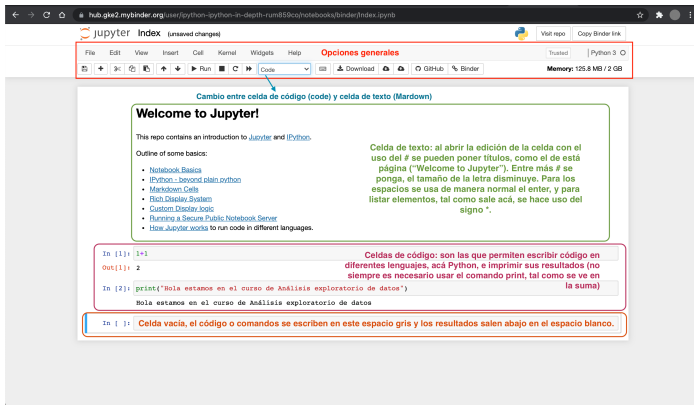 hub.gke2.mybinder.org/user/ipython-ipython-in-depth-rum859co/notebooks/binder/Index.ipynb
jupyter Index (unsaved changes)
Visit repo Copy Binder link
File Edit View Insert Cell Kernel Widgets Help Opciones generales Trusted Python 3
Run Code Download GitHub Binder Memory: 125.8 MB / 2 GB
Cambio entre celda de código (code) y celda de texto (Mardown)
Welcome to Jupyter!
This repo contains an introduction to Jupyter and IPython.
Outline of some basics:
Notebook Basics
IPython - beyond plain python
Markdown Cells
Rich Display System
Custom Display logic
Running a Secure Public Notebook Server
How Jupyter works to run code in different languages.
Celda de texto: al abrir la edición de la celda con el
uso del # se pueden poner títulos, como el de está
página ("Welcome to Jupyter"). Entre más # se
ponga, el tamaño de la letra disminuye. Para los
espacios se usa de manera normal el enter, y para
listar elementos, tal como sale acá, se hace uso del
signo *.
In [1]: 1+1
Out[1]: 2
In [2]: print("Hola estamos en el curso de Análisis exploratorio de datos")
Hola estamos en el curso de Análisis exploratorio de datos
Celdas de código: son las que permiten escribir código en
diferentes lenguajes, acá Python, e imprimir sus resultados (no
siempre es necesario usar el comando print, tal como se ve en
la suma)
In [ ]: Celda vacía, el código o comandos se escriben en este espacio gris y los resultados salen abajo en el espacio blanco.